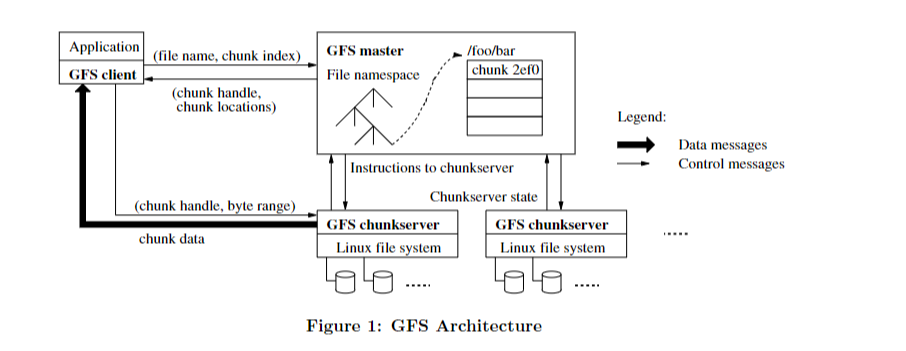 Application
GFS client
(file name, chunk index)
(chunk handle,
chunk locations)
GFS master
File namespace
/foo/bar
chunk 2ef0
Legend:
Data messages
Control messages
Instructions to chunkserver
Chunkserver state
(chunk handle, byte range)
chunk data
GFS chunkserver
Linux file system
GFS chunkserver
Linux file system
Figure 1: GFS Architecture